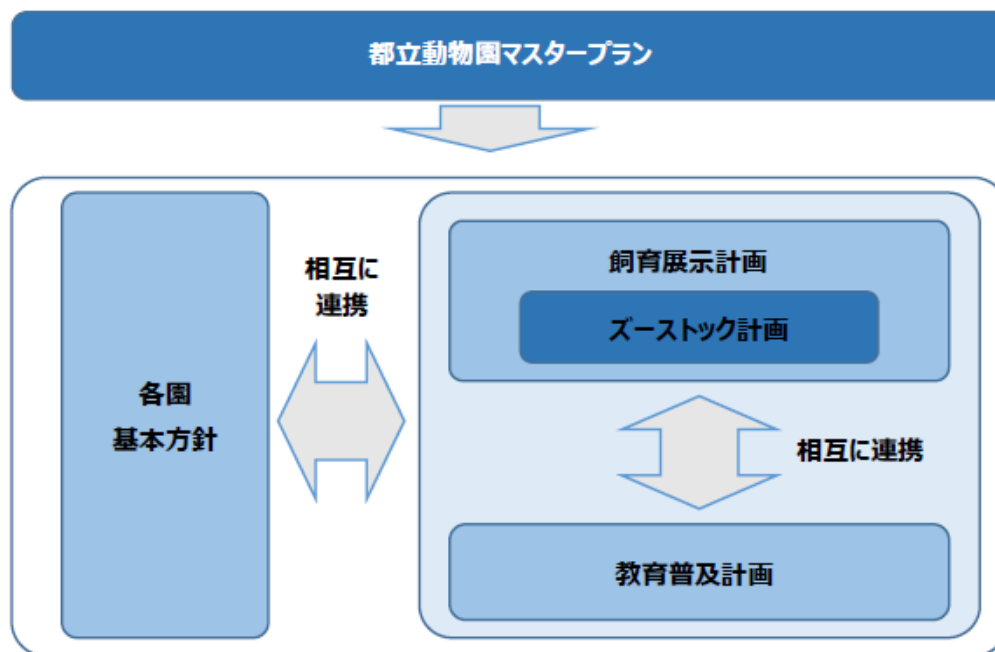 都立動物園マスタープラン
相互に
連携
各園
基本方針
飼育展示計画
ズーストック計画
相互に連携
教育普及計画